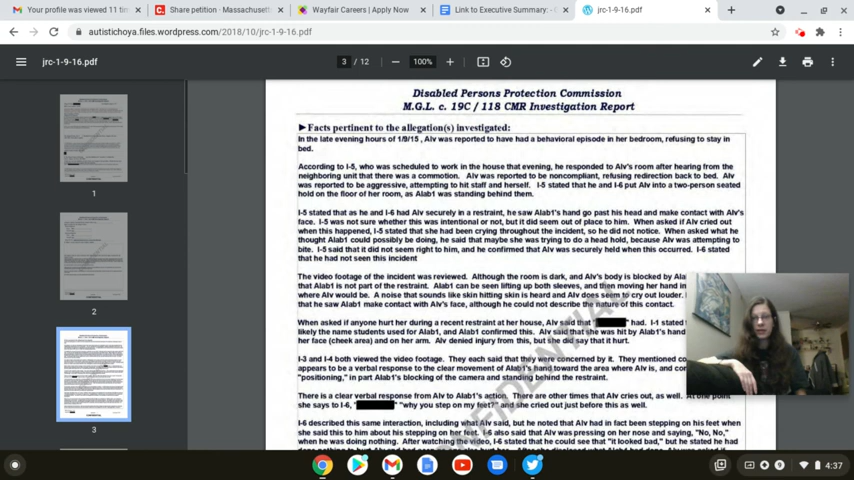 Your profile was viewed 11 tim
Share petition · Massachuset
Wayfair Careers | Apply Now
Link to Executive Summary: -
jrc-1-9-16.pdf
autistichoya.files.wordpress.com/2018/10/jrc-1-9-16.pdf
jrc-1-9-16.pdf
3 / 12
100%
Disabled Persons Protection Commission
M.G.L. c. 19C / 118 CMR Investigation Report
►Facts pertinent to the allegation(s) investigated:
In the late evening hours of 1/9/15 , Alv was reported to have had a behavioral episode in her bedroom, refusing to stay in
bed.
According to I-5, who was scheduled to work in the house that evening, he responded to Alv's room after hearing from the
neighboring unit that there was a commotion. Alv was reported to be noncompliant, refusing redirection back to bed. Alv
was reported to be aggressive, attempting to hit staff and herself. I-5 stated that he and I-6 put Alv into a two-person seated
hold on the floor of her room, as Alab1 was standing behind them.
I-5 stated that as he and I-6 had Alv securely in a restraint, he saw Alab1's hand go past his head and make contact with Alv's
face. I-5 was not sure whether this was intentional or not, but it did seem out of place to him. When asked if Alv cried out
when this happened, I-5 stated that she had been crying throughout the incident, so he did not notice. When asked what he
thought Alab1 could possibly be doing, he said that maybe she was trying to do a head hold, because Alv was attempting to
bite. I-5 said that it did not seem right to him, and he confirmed that Alv was securely held when this occurred. I-6 stated
that he had not seen this incident
The video footage of the incident was reviewed. Although the room is dark, and Alv's body is blocked by Ala
that Alab1 is not part of the restraint. Alab1 can be seen lifting up both sleeves, and then moving her hand in
where Alv would be. A noise that sounds like skin hitting skin is heard and Alv does seem to cry out louder.
that he saw Alab1 make contact with Alv's face, although he could not describe the nature of this contact.
When asked if anyone hurt her during a recent restraint at her house, Alv said that " had. I-1 stated
likely the name students used for Alab1, and Alab1 confirmed this. Alv said that she was hit by Alab1's hand
her face (cheek) and on her arm. Alv denied injury from this, but she did say that it hurt.
I-3 and I-4 both viewed the video footage. They each said that they were concerned by it. They mentioned co
appears to be a verbal response to the clear movement of Alab1's toward the area where Alv is, and con
"positioning," in part Alab1's blocking of the camera and standing behind the restraint.
There is a clear verbal response from Alv to Alab1's action. There are other times that Alv cries out, as well. At one point
she says to I-6, " "why you step on my feet?" and she cried out just before this as well.
I-6 described this same interaction, including what Alv said, but he noted that Alv had in fact been stepping on his feet when
she said this to him about his stepping on her feet. I-6 also said that Alv was pressing on her nose and saying, "No, No,"
when he was doing nothing. After watching the video, I-6 stated that he could see that "it looked bad," but he stated he had
CONFIDENTIAL
1
2
3
4:37